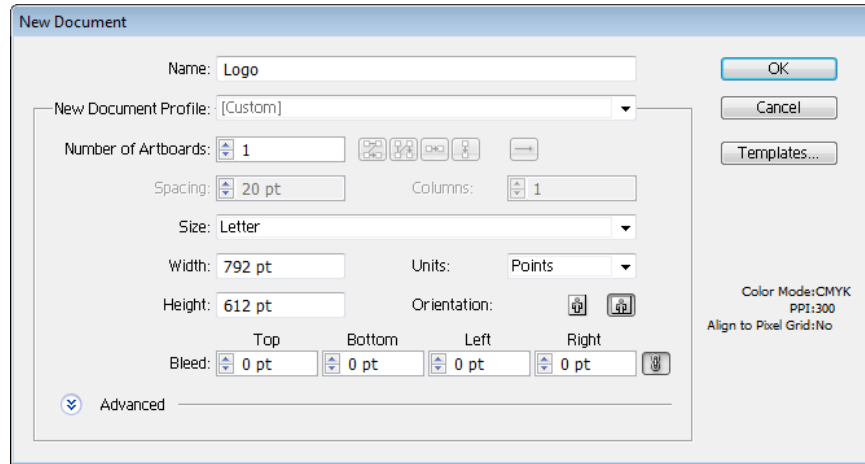 New Document
Name: Logo
OK
New Document Profile: [Custom]
Cancel
Number of Artboards: 1
Templates...
Spacing: 20 pt Columns: 1
Size: Letter
Width: 792 pt Units: Points
Height: 612 pt Orientation:
Color Mode:CMYK
PPI:300
Align to Pixel Grid:No
Top Bottom Left Right
Bleed: 0 pt 0 pt 0 pt 0 pt
Advanced